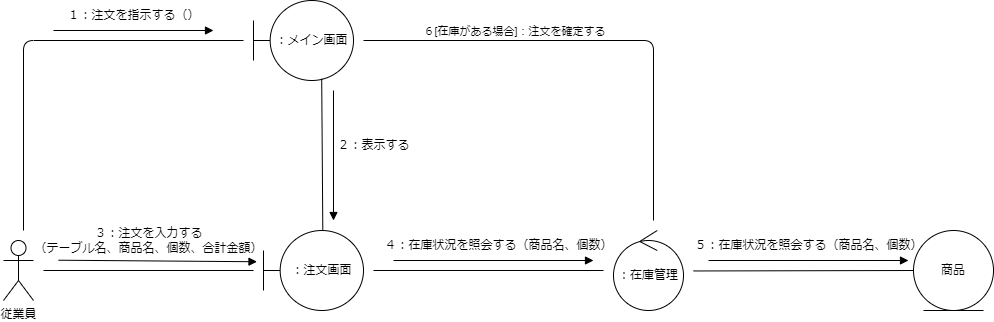 1：注文を指示する（）
：メイン画面
6[在庫がある場合]：注文を確定する
2：表示する
3：注文を入力する
（テーブル名、商品名、個数、合計金額）
：注文画面
4：在庫状況を照会する（商品名、個数）
：在庫管理
5：在庫状況を照会する（商品名、個数）
商品
従業員